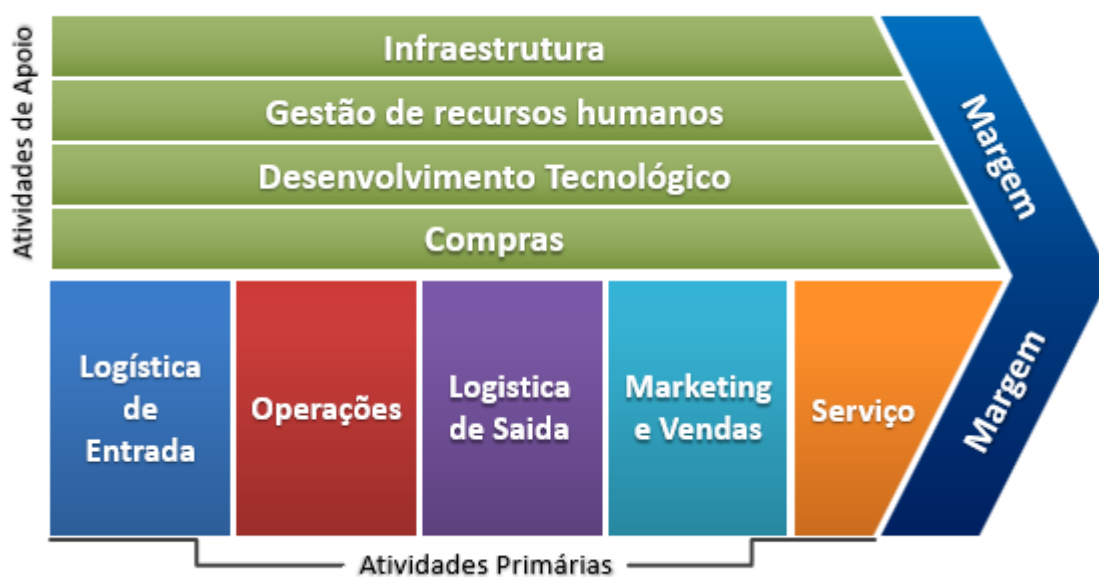 Atividades de Apoio
Infraestrutura
Gestão de recursos humanos
Desenvolvimento Tecnológico
Compras
Margem
Logística
de
Entrada
Operações
Logistica
de Saida
Marketing
e Vendas
Serviço
Margem
Atividades Primárias